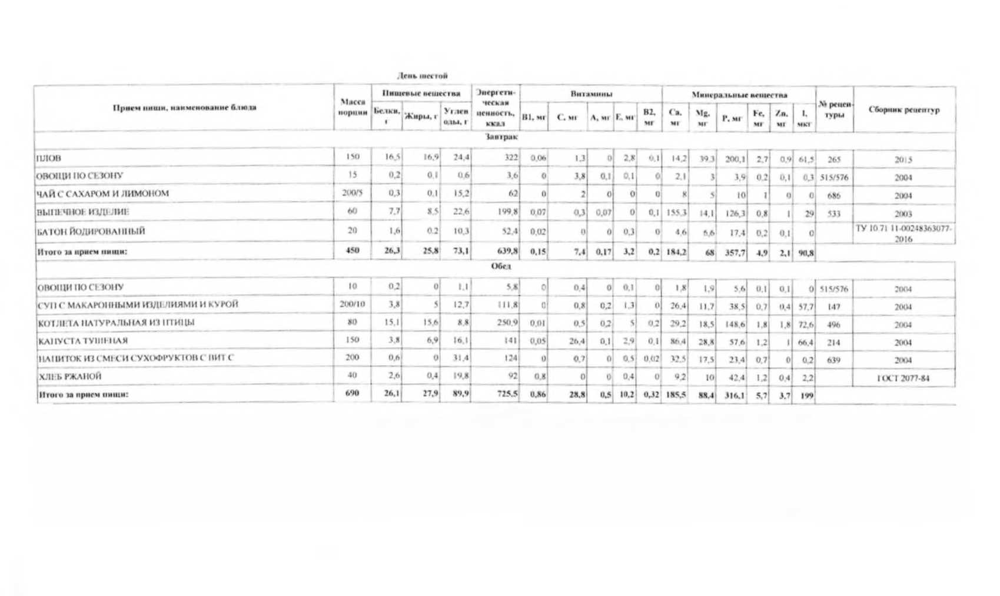 День шестой
Прием пищи, наименование блюда | Масса порции | Пищевые вещества | Энергети-ческая ценность, ккал | Витамины | Минеральные вещества | № рецеп-туры | Сборник рецептур
Белки, г | Жиры, г | Углеводы, г | В1, мг | С, мг | А, мг | Е, мг | В2, мг | Ca, мг | Mg, мг | P, мг | Fe, мг | Zn, мг | I, мкг
Завтрак
ПЛОВ 150 16,5 16,9 24,4 322 0,06 1,3 0 2,8 0,1 14,2 39,3 200,1 2,7 0,9 61,5 265 2015
ОВОЩИ ПО СЕЗОНУ 15 0,2 0,1 0,6 3,6 0 3,8 0,1 0,1 0 2,1 3 3,9 0,2 0,1 0,3 515/576 2004
ЧАЙ С САХАРОМ И ЛИМОНОМ 200/5 0,3 0,1 15,2 62 0 2 0 0 0 8 5 10 1 0 0 686 2004
ВЫПЕЧНОЕ ИЗДЕЛИЕ 60 7,7 8,5 22,6 199,8 0,07 0,3 0,07 0 0,1 155,3 14,1 126,3 0,8 1 29 533 2003
БАТОН ЙОДИРОВАННЫЙ 20 1,6 0.2 10,3 52,4 0,02 0 0 0,3 0 4,6 6,6 17,4 0,2 0,1 0 ТУ 10.71 11-00248363077-2016
Итого за прием пищи: 450 26,3 25,8 73,1 639,8 0,15 7,4 0,17 3,2 0,2 184,2 68 357,7 4,9 2,1 90,8
Обед
ОВОЩИ ПО СЕЗОНУ 10 0,2 0 1,1 5,8 0 0,4 0 0,1 0 1,8 1,9 5,6 0,1 0,1 0 515/576 2004
СУП С МАКАРОННЫМИ ИЗДЕЛИЯМИ И КУРОЙ 200/10 3,8 5 12,7 111,8 0 0,8 0,2 1,3 0 26,4 11,7 38,5 0,7 0,4 57,7 147 2004
КОТЛЕТА НАТУРАЛЬНАЯ ИЗ ПТИЦЫ 80 15,1 15,6 8,8 250,9 0,01 0,5 0,2 5 0,2 29,2 18,5 148,6 1,8 1,8 72,6 496 2004
КАПУСТА ТУШЕНАЯ 150 3,8 6,9 16,1 141 0,05 26,4 0,1 2,9 0,1 86,4 28,8 57,6 1,2 1 66,4 214 2004
НАПИТОК ИЗ СМЕСИ СУХОФРУКТОВ С ВИТ С 200 0,6 0 31,4 124 0 0,7 0 0,5 0,02 32,5 17,5 23,4 0,7 0 0,2 639 2004
ХЛЕБ РЖАНОЙ 40 2,6 0,4 19,8 92 0,8 0 0 0,4 0 9,2 10 42,4 1,2 0,4 2,2 ГОСТ 2077-84
Итого за прием пищи: 690 26,1 27,9 89,9 725,5 0,86 28,8 0,5 10,2 0,32 185,5 88,4 316,1 5,7 3,7 199